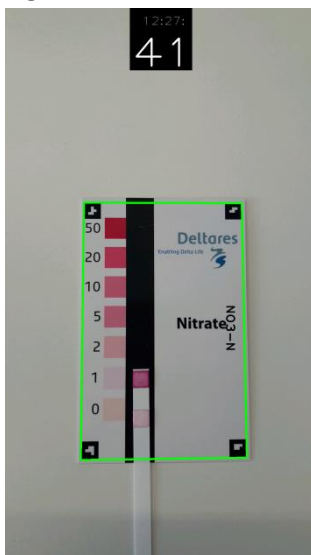 12:27:
41
50
20
10
5
2
1
0
Deltares
Enabling Delta Life
Nitrate
NO3-N